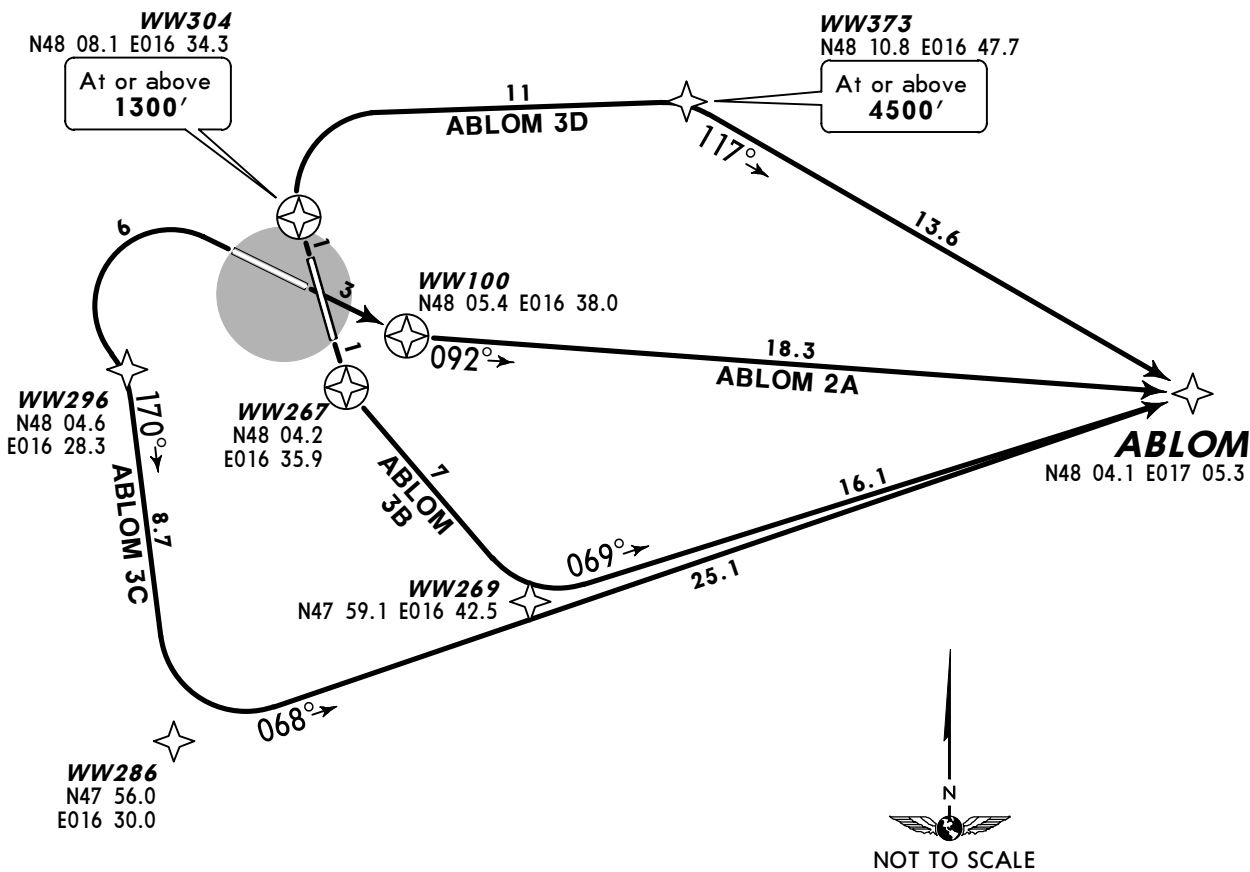 WW304
N48 08.1 E016 34.3
At or above
1300′
WW373
N48 10.8 E016 47.7
At or above
4500′
11
ABLOM 3D
117°
13.6
6
1
3
1
WW100
N48 05.4 E016 38.0
092°
18.3
ABLOM 2A
WW296
N48 04.6
E016 28.3
170°
WW267
N48 04.2
E016 35.9
ABLOM
N48 04.1 E017 05.3
7
ABLOM
3B
16.1
8.7
ABLOM 3C
069°
25.1
WW269
N47 59.1 E016 42.5
068°
WW286
N47 56.0
E016 30.0
N
NOT TO SCALE